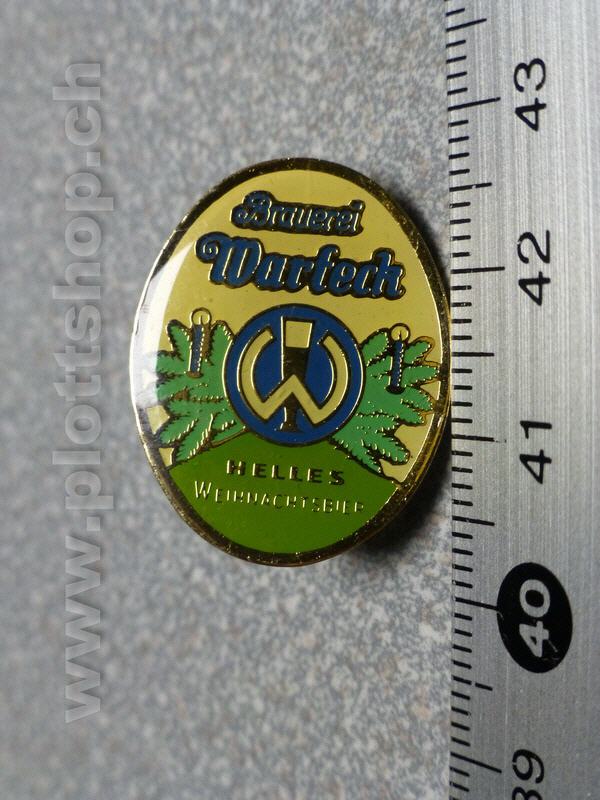 Brauerei
Warteck
W
HELLES
WEIHNACHTSBIER
43
42
41
40
39
www.plottshop.ch